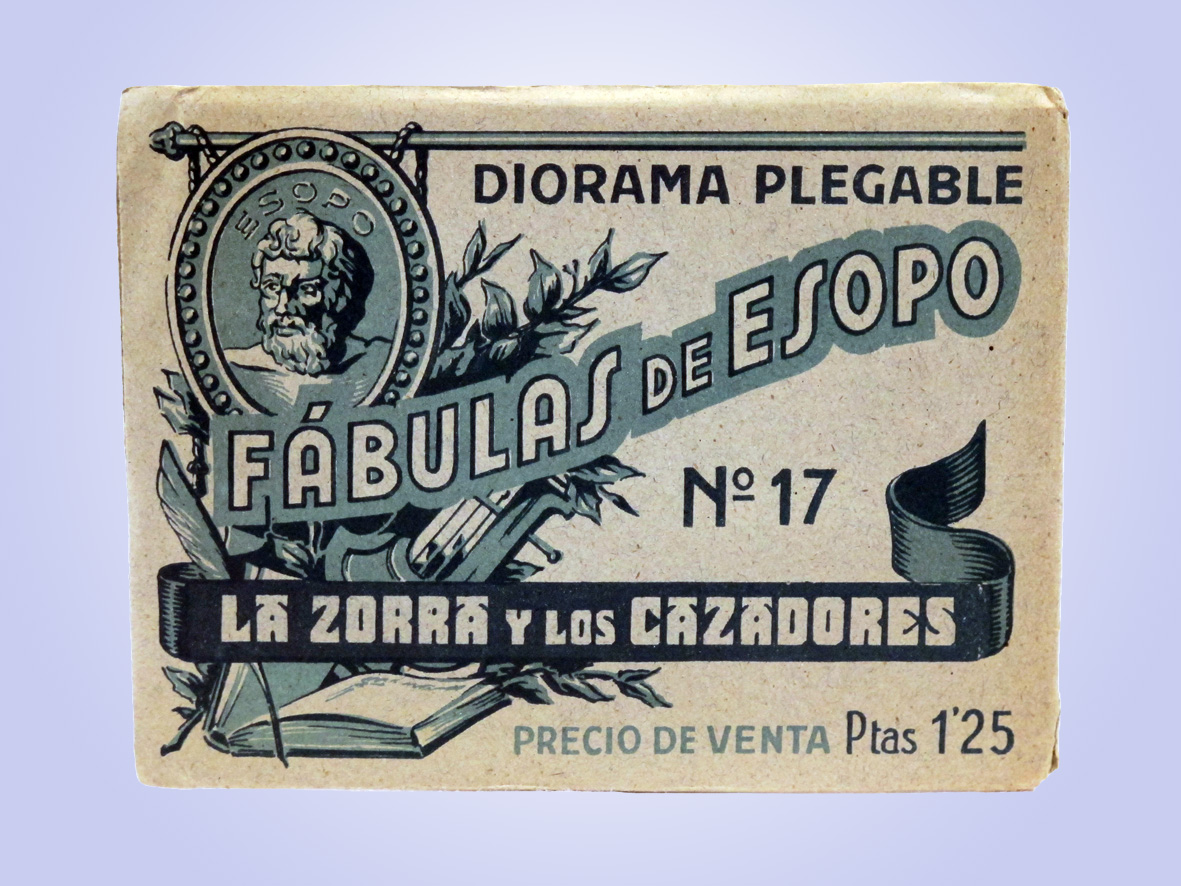 ESOPO
DIORAMA PLEGABLE
FÁBULAS DE ESOPO
Nº 17
LA ZORRA Y LOS CAZADORES
PRECIO DE VENTA Ptas 1'25